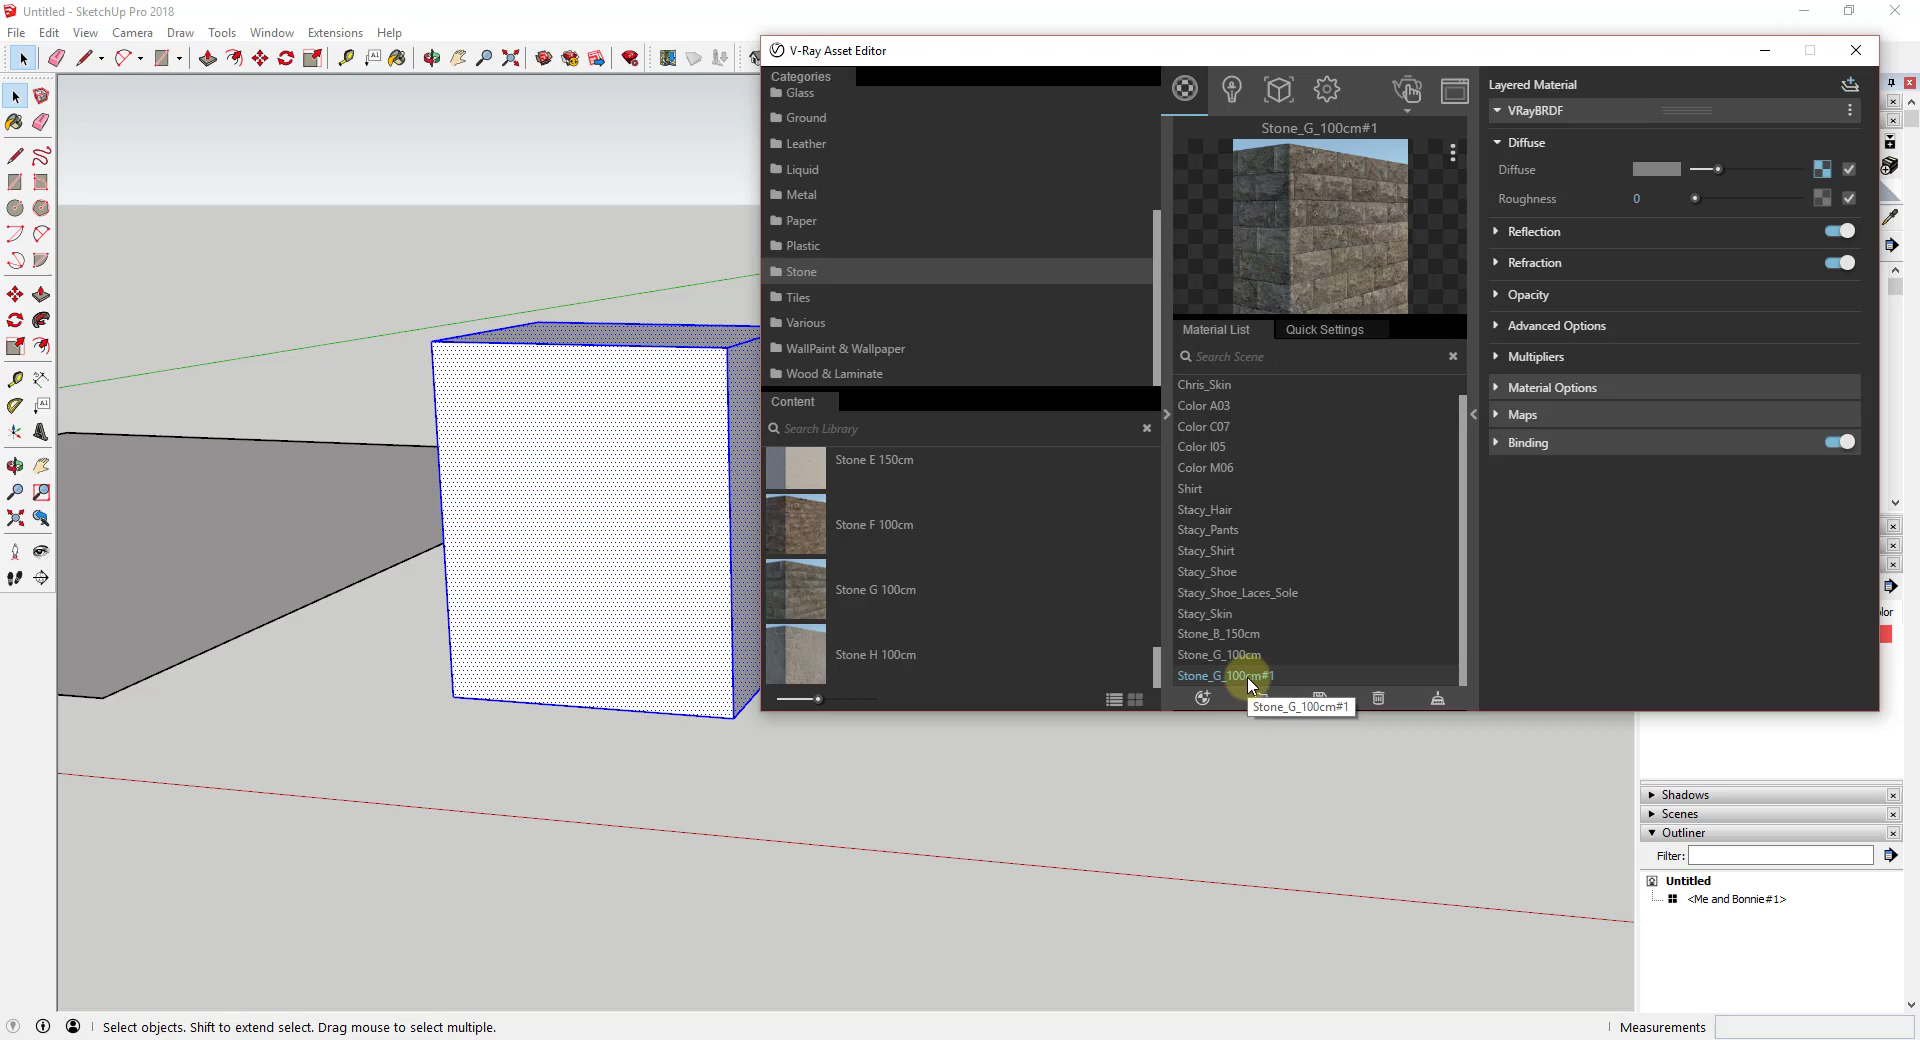 Untitled - SketchUp Pro 2018
File Edit View Camera Draw Tools Window Extensions Help
V-Ray Asset Editor
Categories
Glass
Ground
Leather
Liquid
Metal
Paper
Plastic
Stone
Tiles
Various
WallPaint & Wallpaper
Wood & Laminate
Content
Search Library
Stone E 150cm
Stone F 100cm
Stone G 100cm
Stone H 100cm
Stone_G_100cm#1
Material List Quick Settings
Search Scene
Chris_Skin
Color A03
Color C07
Color I05
Color M06
Shirt
Stacy_Hair
Stacy_Pants
Stacy_Shirt
Stacy_Shoe
Stacy_Shoe_Laces_Sole
Stacy_Skin
Stone_B_150cm
Stone_G_100cm
Stone_G_100cm#1
Stone_G_100cm#1
Layered Material
VRayBRDF
Diffuse
Diffuse
Roughness 0
Reflection
Refraction
Opacity
Advanced Options
Multipliers
Material Options
Maps
Binding
Shadows
Scenes
Outliner
Filter:
Untitled
<Me and Bonnie#1>
Select objects. Shift to extend select. Drag mouse to select multiple.
Measurements